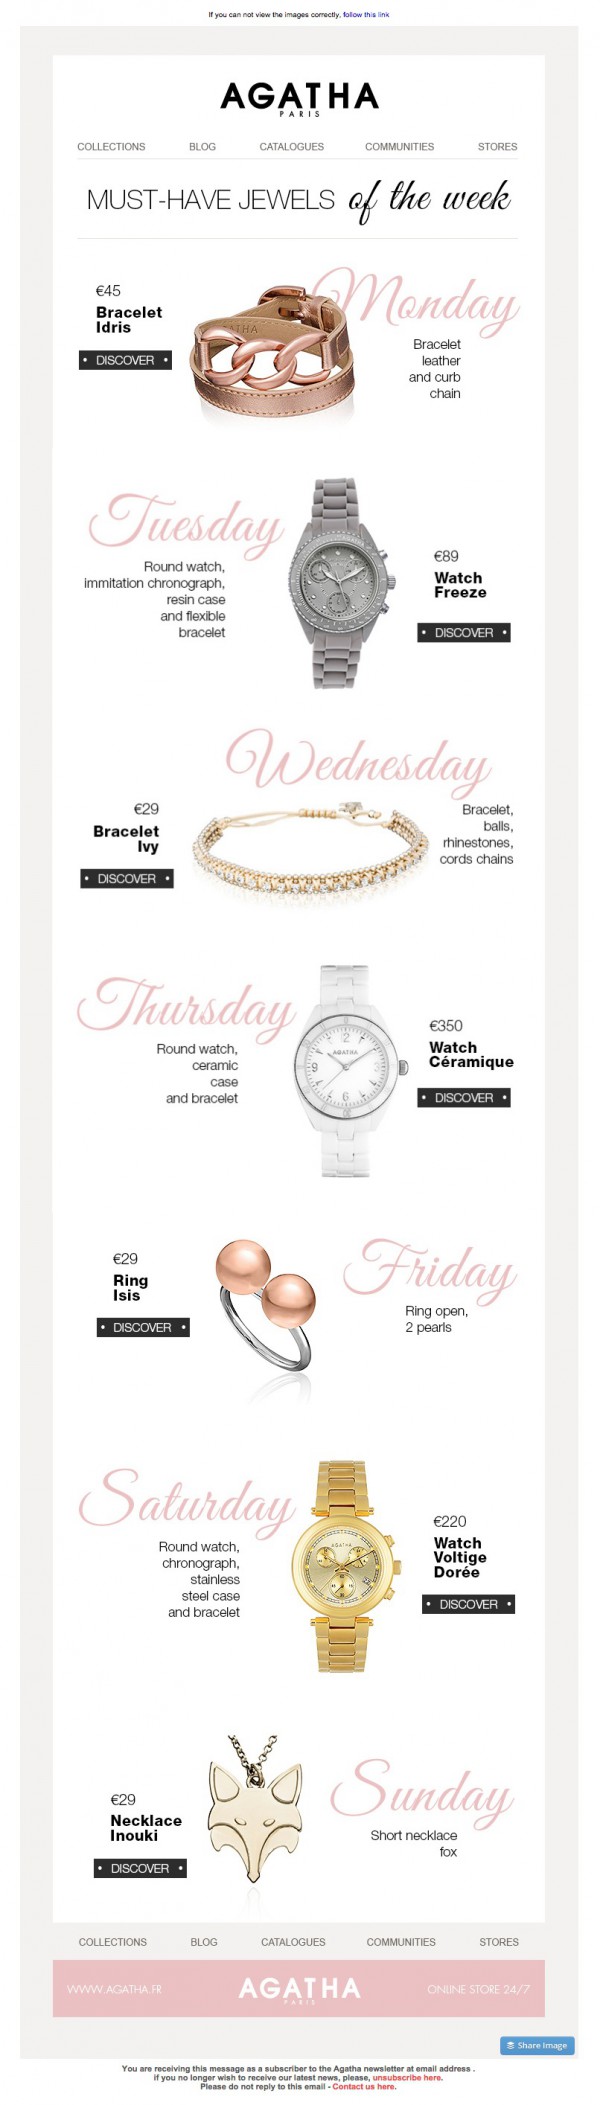 If you can not view the images correctly, follow this link
AGATHA
PARIS
COLLECTIONS BLOG CATALOGUES COMMUNITIES STORES
MUST-HAVE JEWELS of the week
Monday
€45
Bracelet
Idris
• DISCOVER •
Bracelet
leather
and curb
chain
Tuesday
Round watch,
immitation chronograph,
resin case
and flexible
bracelet
€89
Watch
Freeze
• DISCOVER •
Wednesday
€29
Bracelet
Ivy
• DISCOVER •
Bracelet,
balls,
rhinestones,
cords chains
Thursday
Round watch,
ceramic
case
and bracelet
AGATHA
€350
Watch
Céramique
• DISCOVER •
Friday
€29
Ring
Isis
• DISCOVER •
Ring open,
2 pearls
Saturday
Round watch,
chronograph,
stainless
steel case
and bracelet
AGATHA
€220
Watch
Voltige
Dorée
• DISCOVER •
Sunday
€29
Necklace
Inouki
• DISCOVER •
Short necklace
fox
COLLECTIONS BLOG CATALOGUES COMMUNITIES STORES
WWW.AGATHA.FR AGATHA ONLINE STORE 24/7
PARIS
Share Image
You are receiving this message as a subscriber to the Agatha newsletter at email address .
if you no longer wish to receive our latest news, please, unsubscribe here.
Please do not reply to this email - Contact us here.